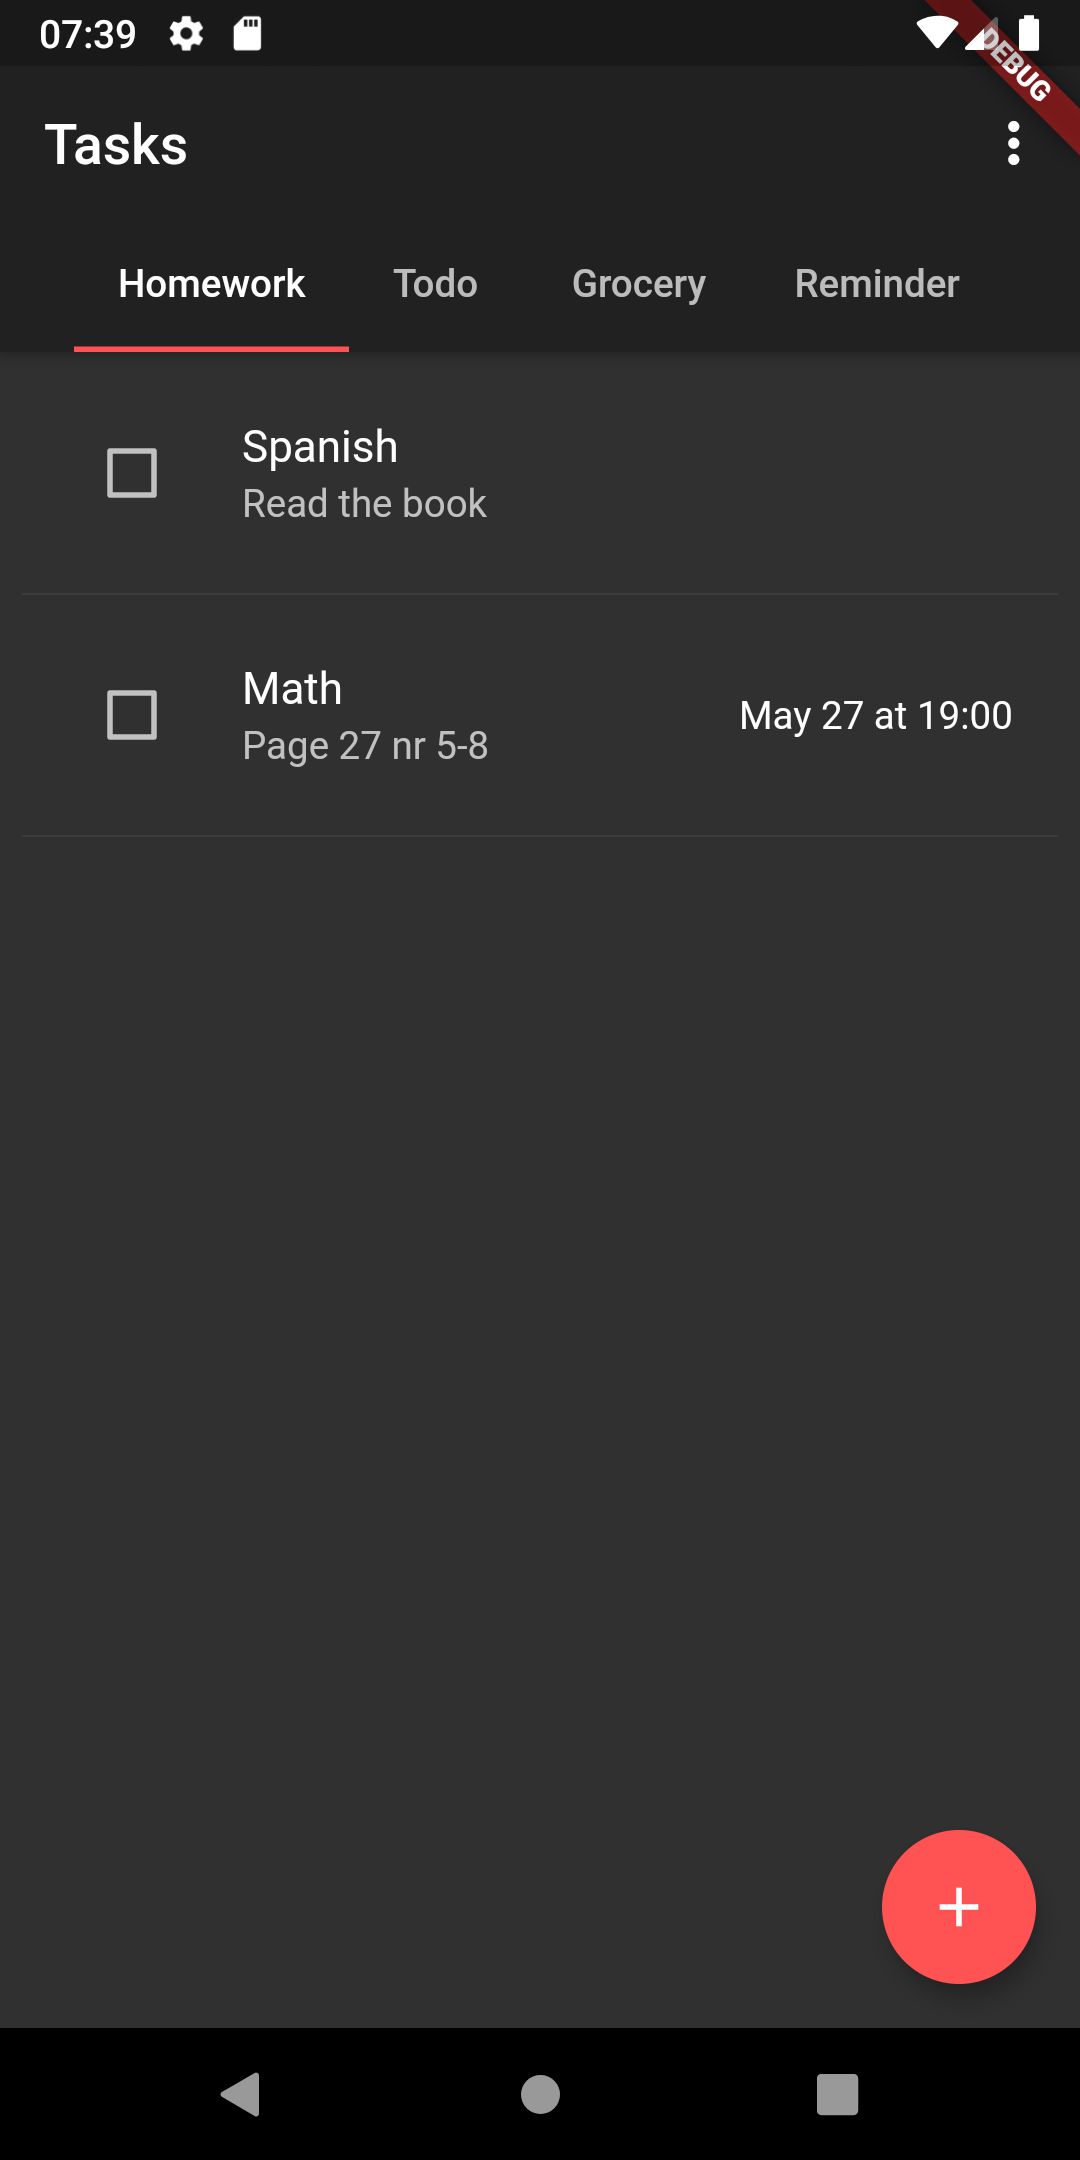 07:39
DEBUG
Tasks
Homework Todo Grocery Reminder
Spanish
Read the book
Math
Page 27 nr 5-8
May 27 at 19:00